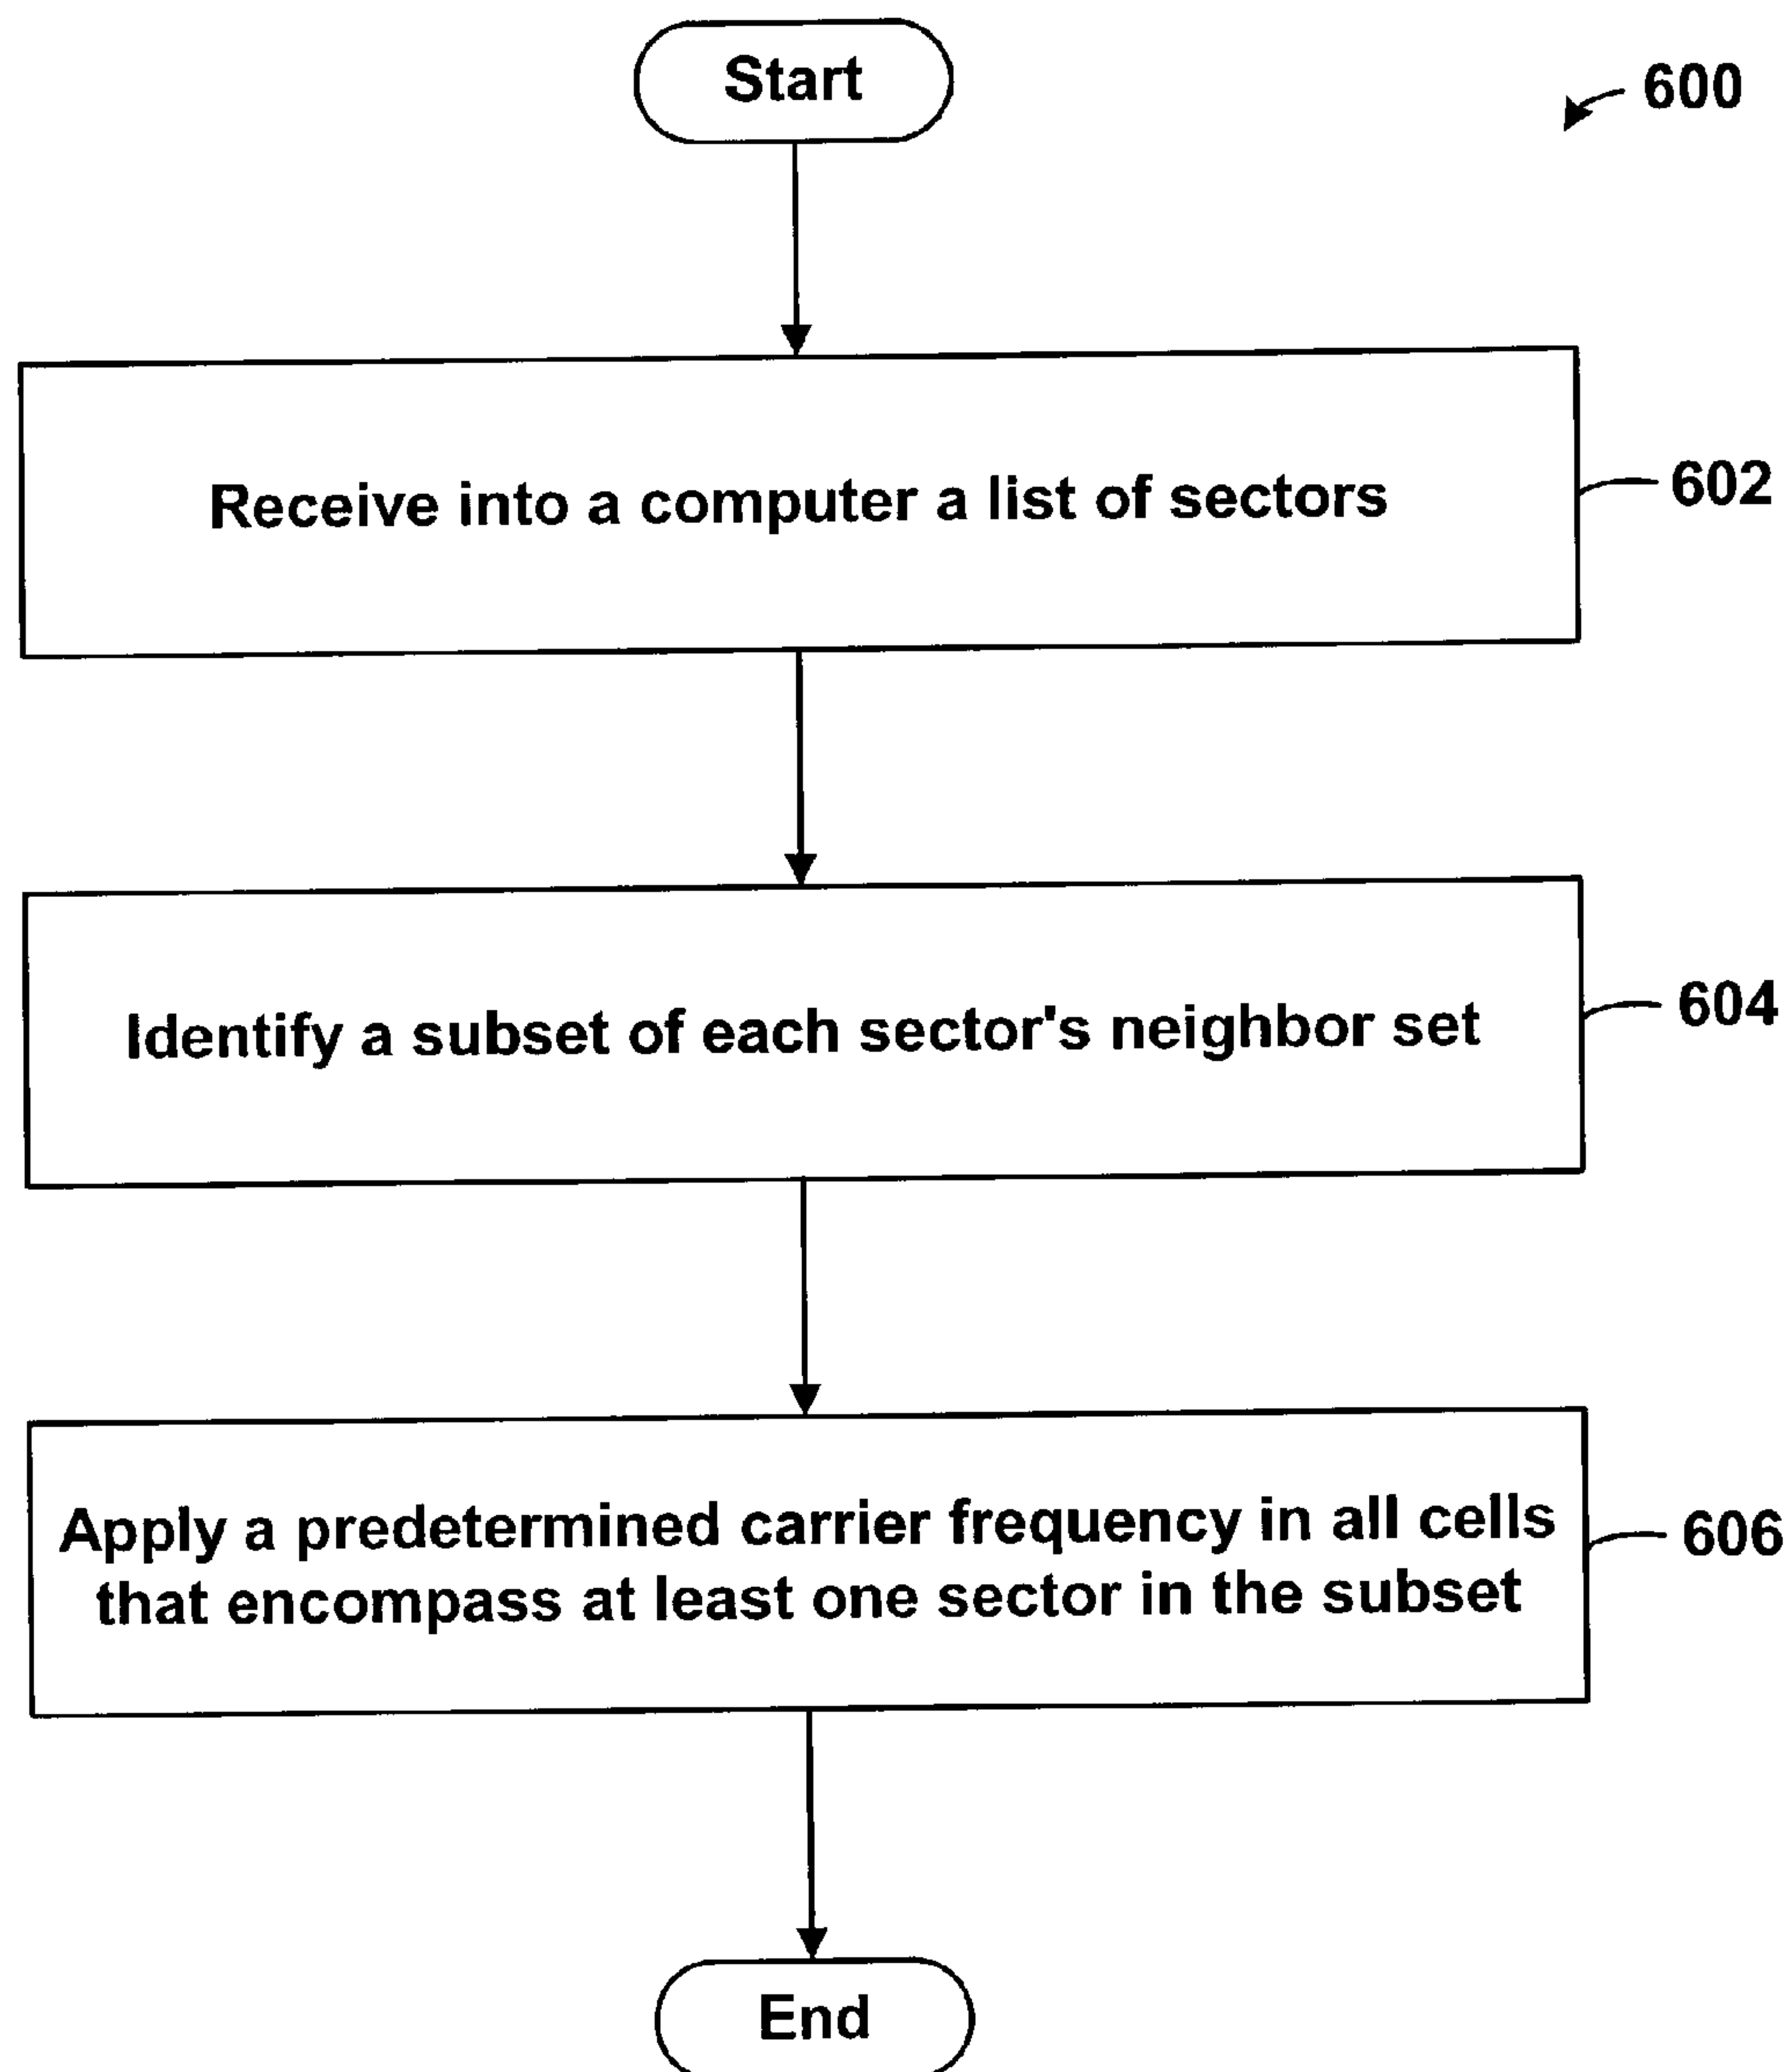 Start
600
Receive into a computer a list of sectors
602
Identify a subset of each sector's neighbor set
604
Apply a predetermined carrier frequency in all cells
that encompass at least one sector in the subset
606
End